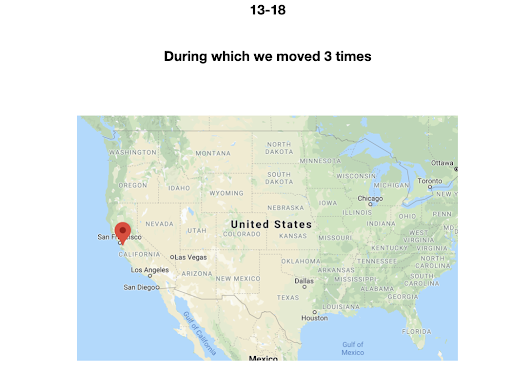 13-18
During which we moved 3 times
WASHINGTON
MONTANA
NORTH
DAKOTA
MINNESOTA
Ottawa
OREGON
IDAHO
SOUTH
DAKOTA
WISCONSIN
MICHIGAN
Toronto
WYOMING
NEW
NEBRASKA
IOWA
Chicago
San Francisco
NEVADA
UTAH
United States
COLORADO
KANSAS
MISSOURI
ILLINOIS
INDIANA
OHIO
PENN
MD
WEST
VIRGINIA
KENTUCKY
VIRGINIA
CALIFORNIA
Las Vegas
OKLAHOMA
TENNESSEE
NORTH
CAROLINA
Los Angeles
ARIZONA
NEW MEXICO
ARKANSAS
MISSISSIPPI
SOUTH
CAROLINA
San Diego
Dallas
ALABAMA
GEORGIA
TEXAS
LOUISIANA
Houston
FLORIDA
Gulf of
California
Gulf of
Mexico
Mexico